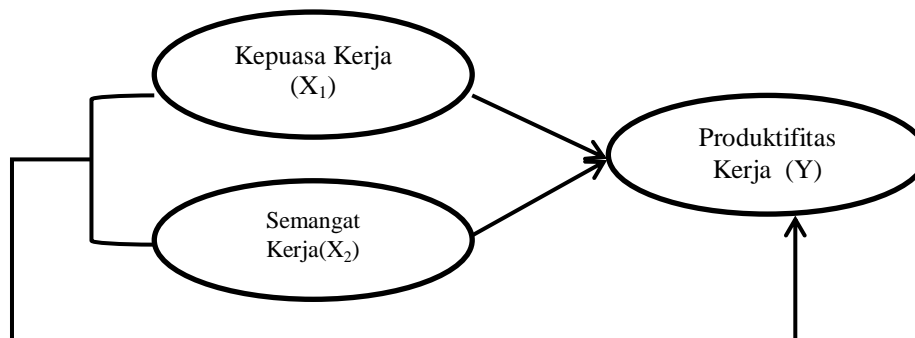 Kepuasa Kerja
(X₁)
Produktifitas
Kerja (Y)
Semangat
Kerja(X₂)